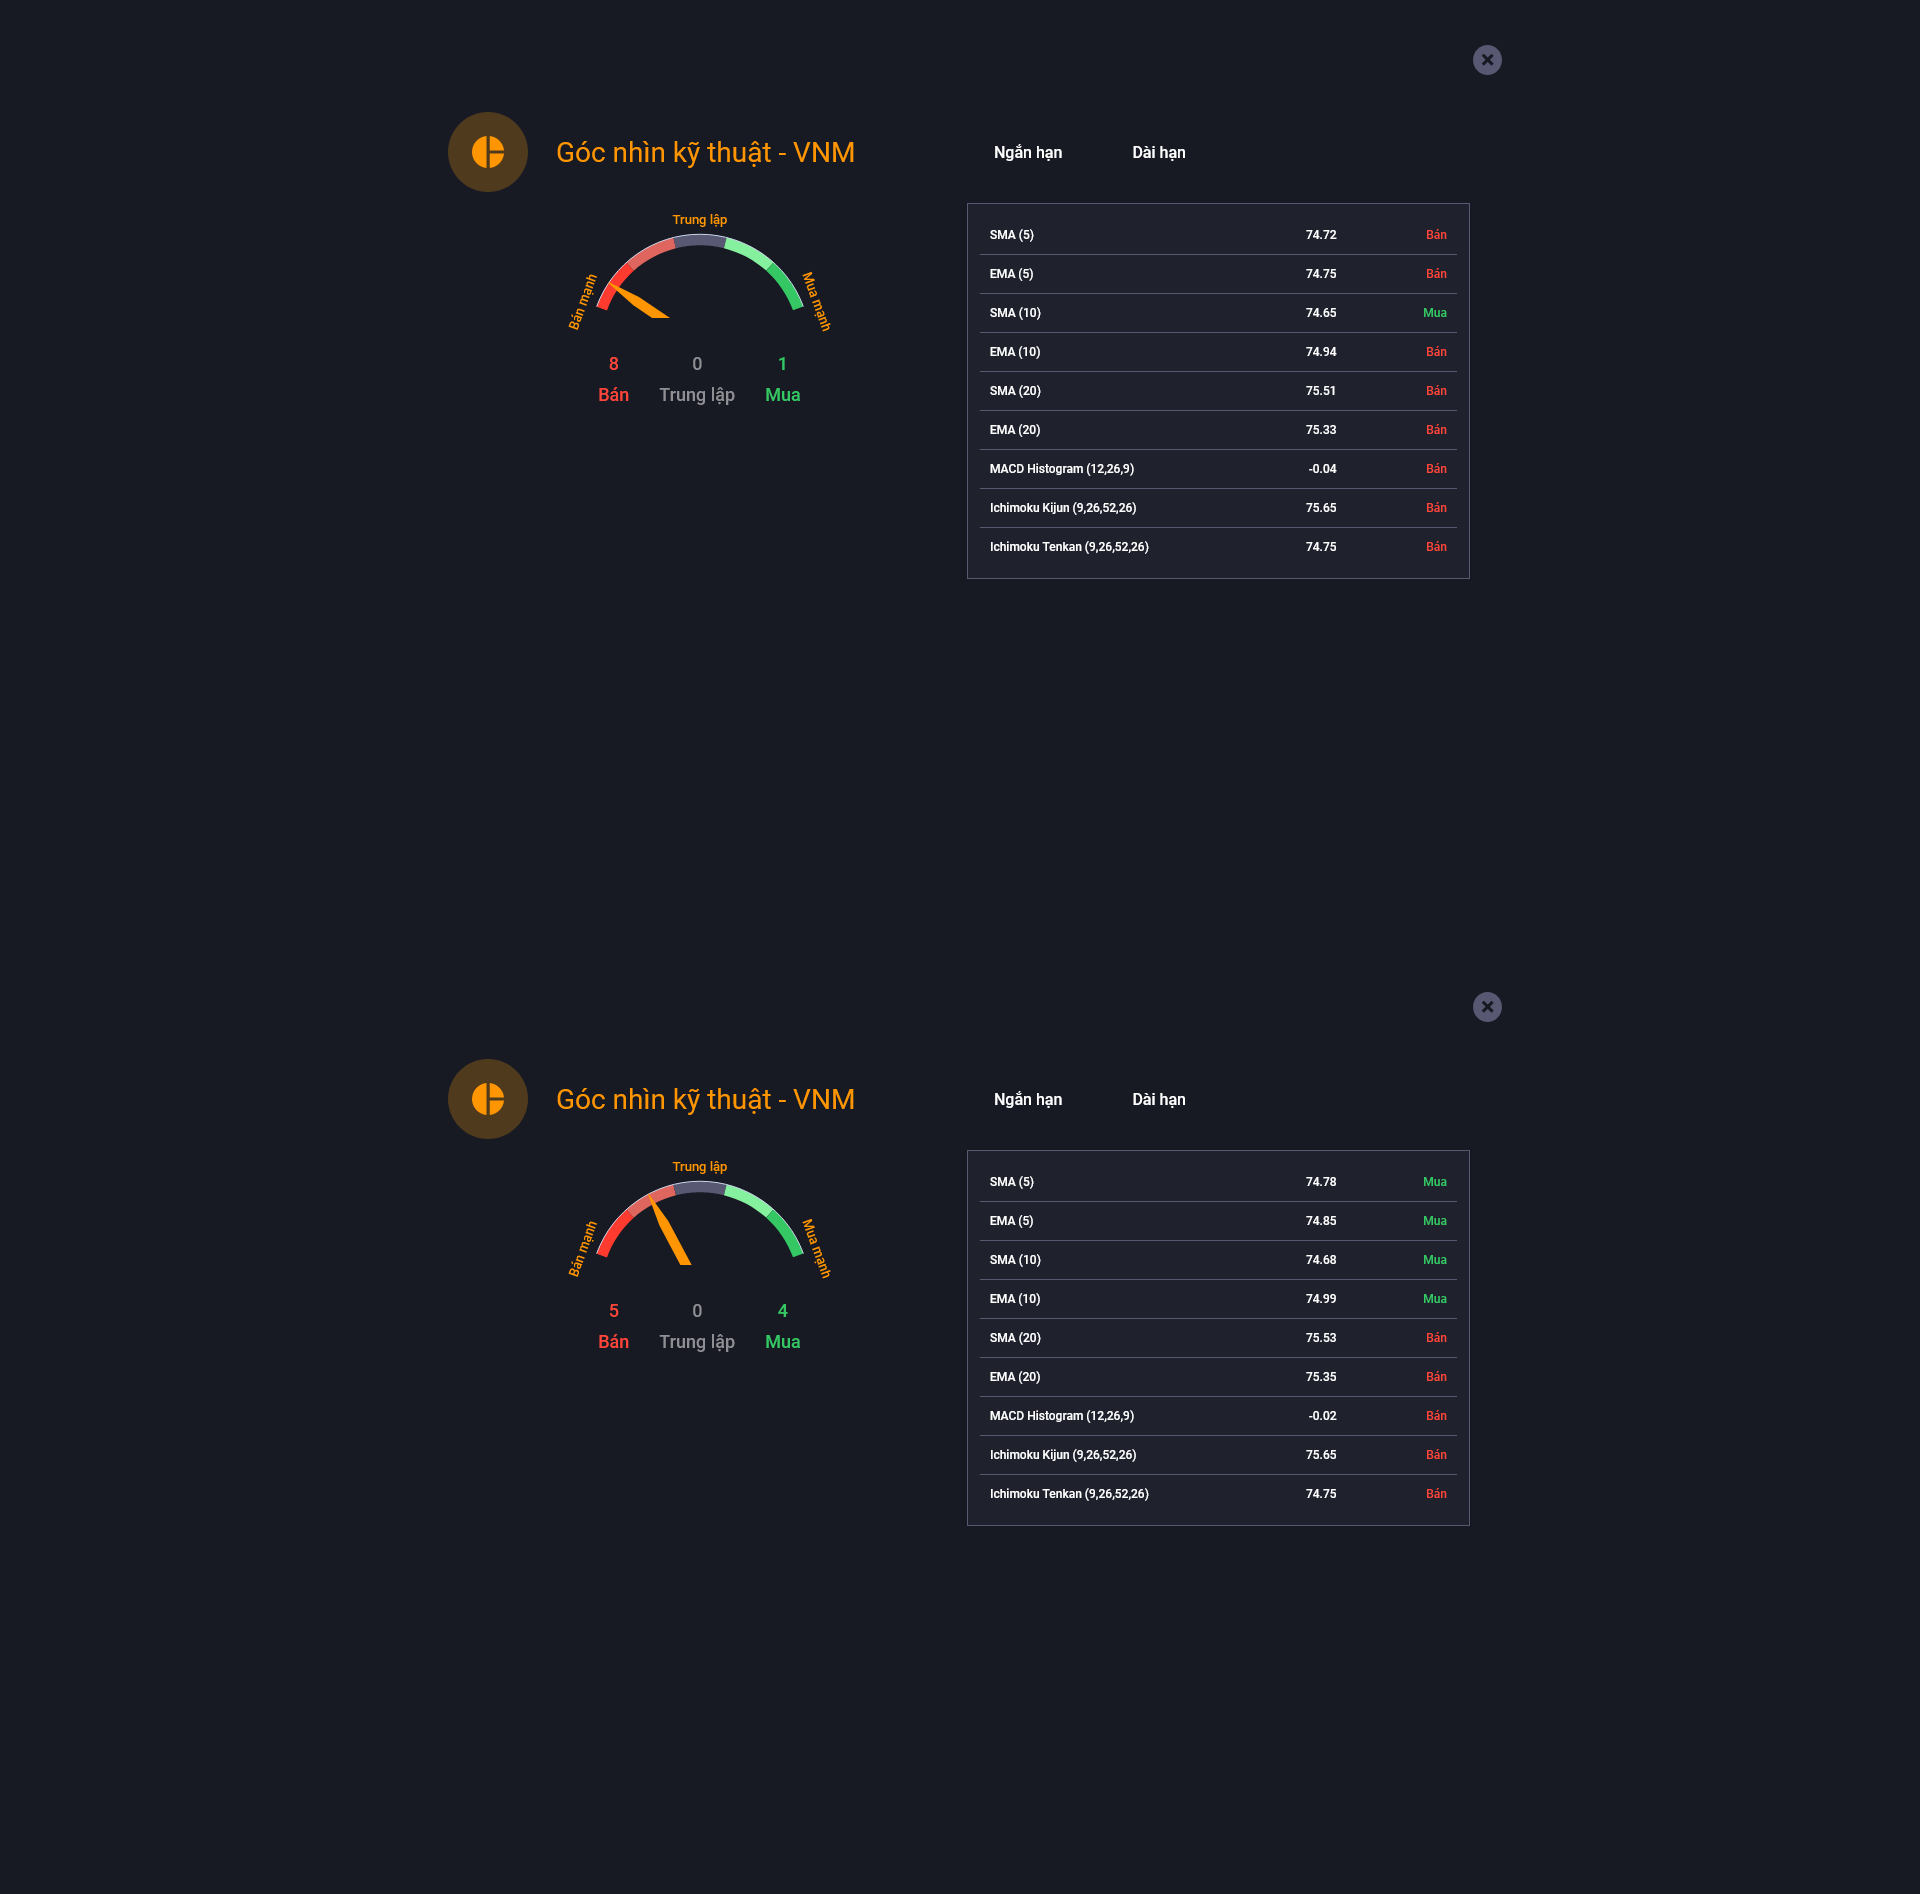 Góc nhìn kỹ thuật - VNM
Ngắn hạn Dài hạn
Trung lập
Bán mạnh
Mua mạnh
8 0 1
Bán Trung lập Mua
SMA (5) 74.72 Bán
EMA (5) 74.75 Bán
SMA (10) 74.65 Mua
EMA (10) 74.94 Bán
SMA (20) 75.51 Bán
EMA (20) 75.33 Bán
MACD Histogram (12,26,9) -0.04 Bán
Ichimoku Kijun (9,26,52,26) 75.65 Bán
Ichimoku Tenkan (9,26,52,26) 74.75 Bán
Góc nhìn kỹ thuật - VNM
Ngắn hạn Dài hạn
Trung lập
Bán mạnh
Mua mạnh
5 0 4
Bán Trung lập Mua
SMA (5) 74.78 Mua
EMA (5) 74.85 Mua
SMA (10) 74.68 Mua
EMA (10) 74.99 Mua
SMA (20) 75.53 Bán
EMA (20) 75.35 Bán
MACD Histogram (12,26,9) -0.02 Bán
Ichimoku Kijun (9,26,52,26) 75.65 Bán
Ichimoku Tenkan (9,26,52,26) 74.75 Bán